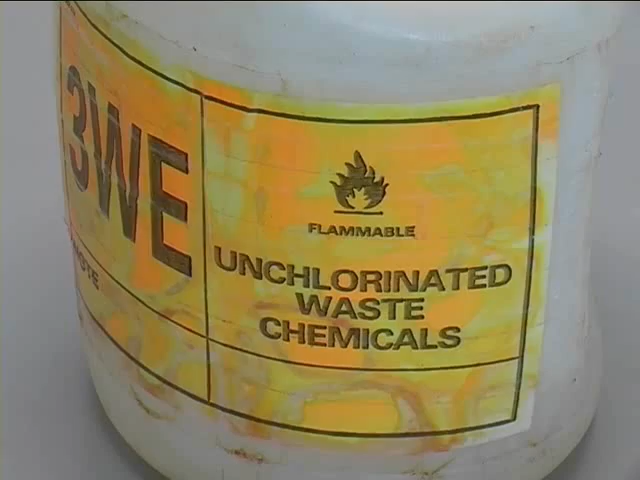 3WE
FLAMMABLE
UNCHLORINATED
WASTE
CHEMICALS